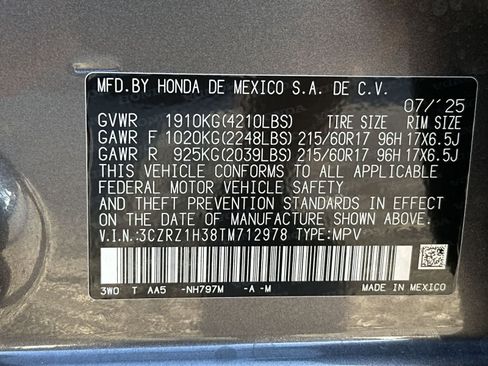 MFD.BY HONDA DE MEXICO S.A. DE C.V.
07/'25
GVWR 1910KG(4210LBS) TIRE SIZE RIM SIZE
GAWR F 1020KG(2248LBS) 215/60R17 96H 17X6.5J
GAWR R 925KG(2039LBS) 215/60R17 96H 17X6.5J
THIS VEHICLE CONFORMS TO ALL APPLICABLE
FEDERAL MOTOR VEHICLE SAFETY
AND THEFT PREVENTION STANDARDS IN EFFECT
ON THE DATE OF MANUFACTURE SHOWN ABOVE.
V.I.N.:3CZRZ1H38TM712978 TYPE:MPV
3W0 T AA5 -NH797M -A -M MADE IN MEXICO